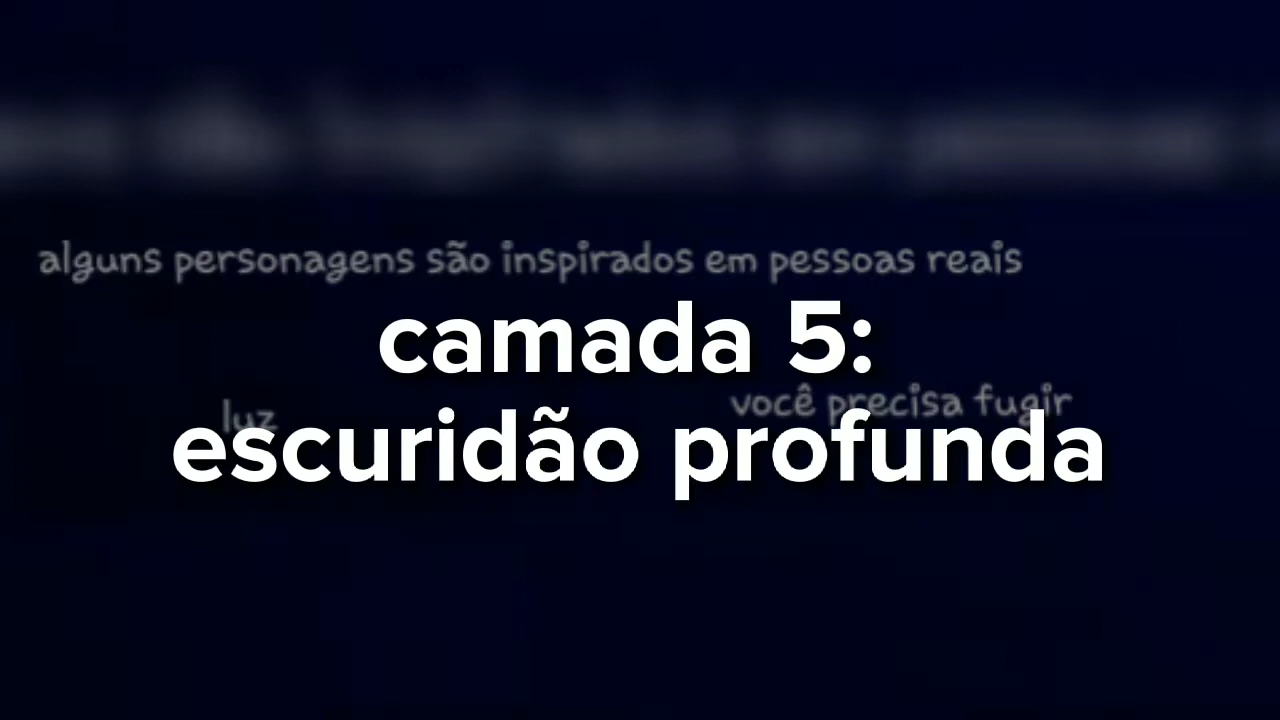 alguns personagens são inspirados em pessoas reais
camada 5:
você precisa fugir
luz
escuridão profunda